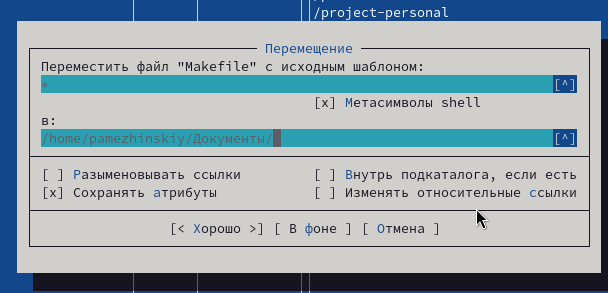 /project-personal
Перемещение
Переместить файл "Makefile" с исходным шаблоном:
* [^]
[x] Метасимволы shell
в:
/home/pamezhinskiy/Документы/ [^]
[ ] Разыменовывать ссылки [ ] Внутрь подкаталога, если есть
[x] Сохранять атрибуты [ ] Изменять относительные ссылки
[< Хорошо >] [ В фоне ] [ Отмена ]